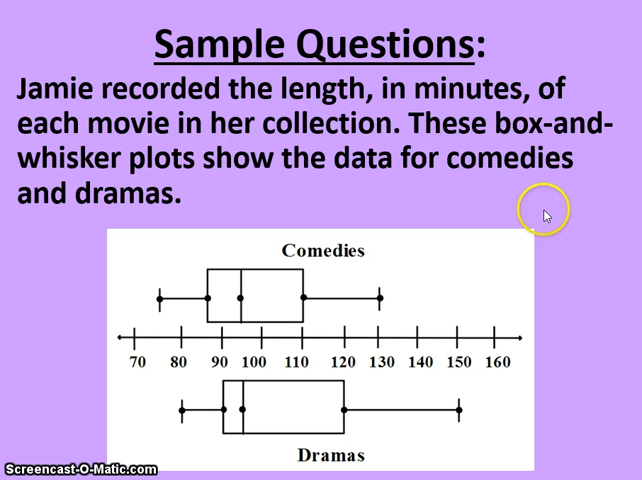 Sample Questions:
Jamie recorded the length, in minutes, of
each movie in her collection. These box-and-
whisker plots show the data for comedies
and dramas.
Comedies
70 80 90 100 110 120 130 140 150 160
Dramas
Screencast-O-Matic.com